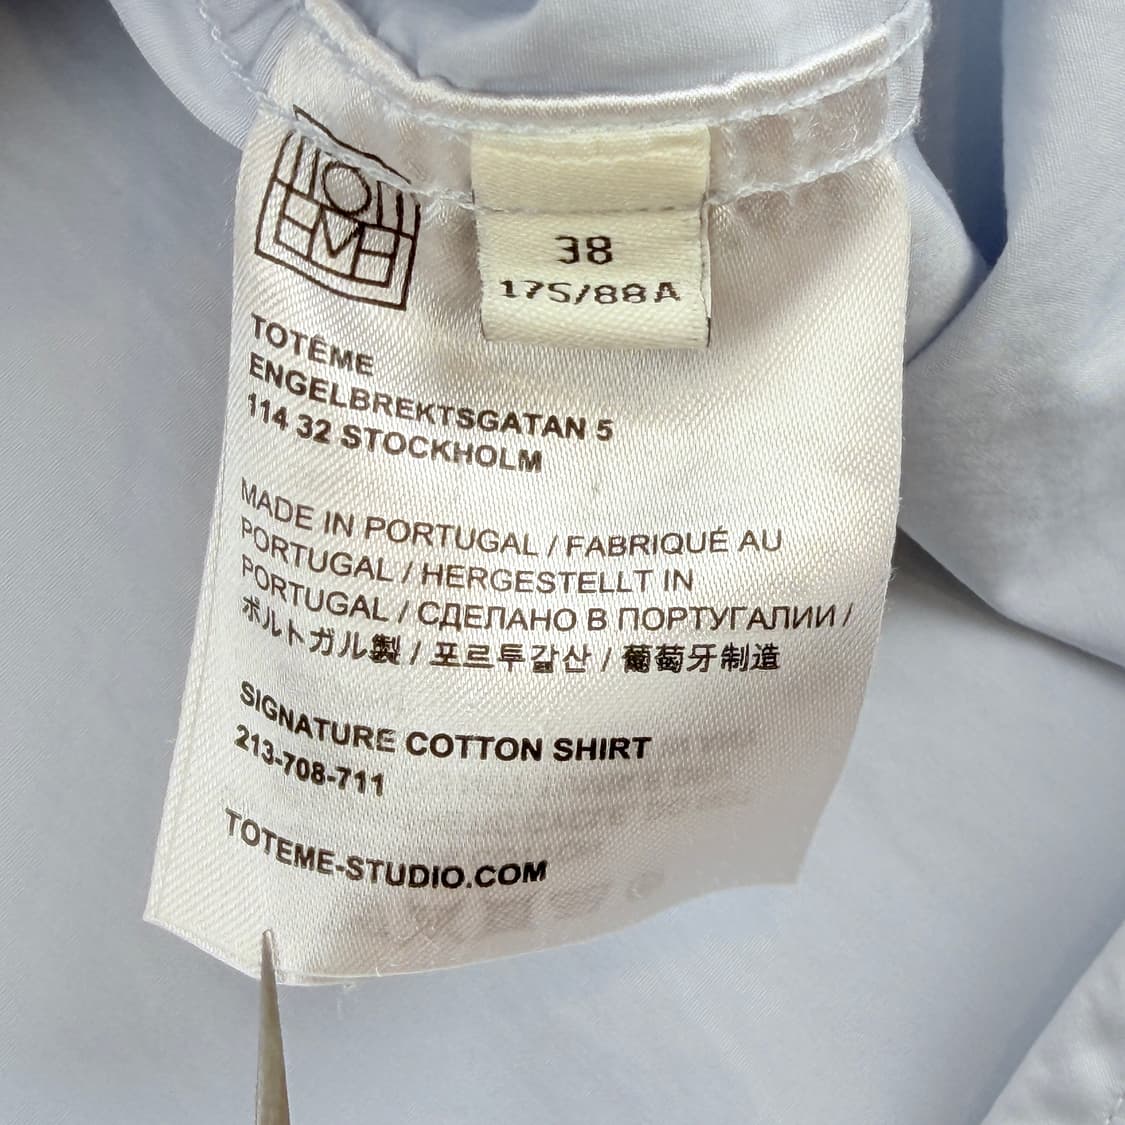 TOTEME
38
175/88A
TOTÊME
ENGELBREKTSGATAN 5
114 32 STOCKHOLM
MADE IN PORTUGAL / FABRIQUÉ AU
PORTUGAL / HERGESTELLT IN
PORTUGAL / СДЕЛАНО В ПОРТУГАЛИИ /
ポルトガル製 / 포르투갈산 / 葡萄牙制造
SIGNATURE COTTON SHIRT
213-708-711
TOTEME-STUDIO.COM